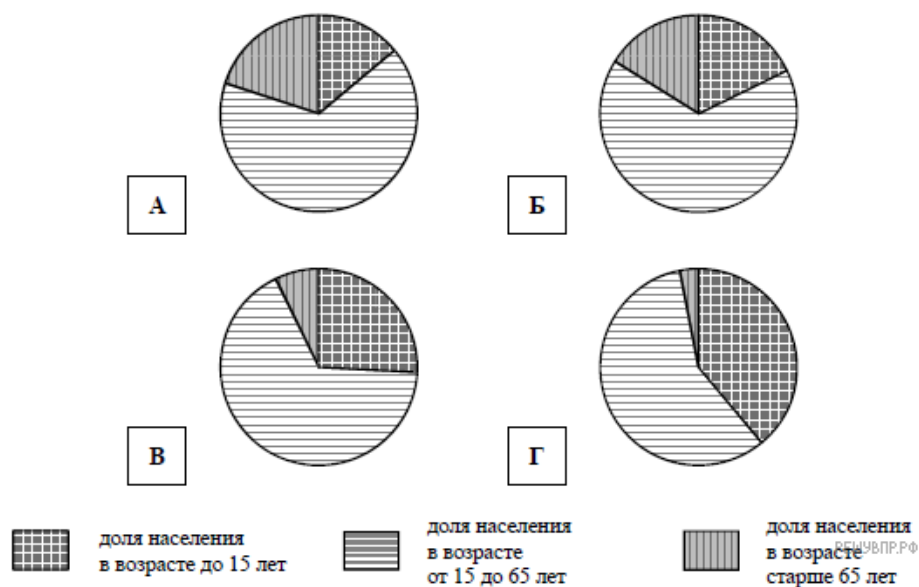 А
Б
В
Г
доля населения
в возрасте до 15 лет
доля населения
в возрасте
от 15 до 65 лет
доля населения
в возрасте
старше 65 лет
РЕШУВПР.РФ